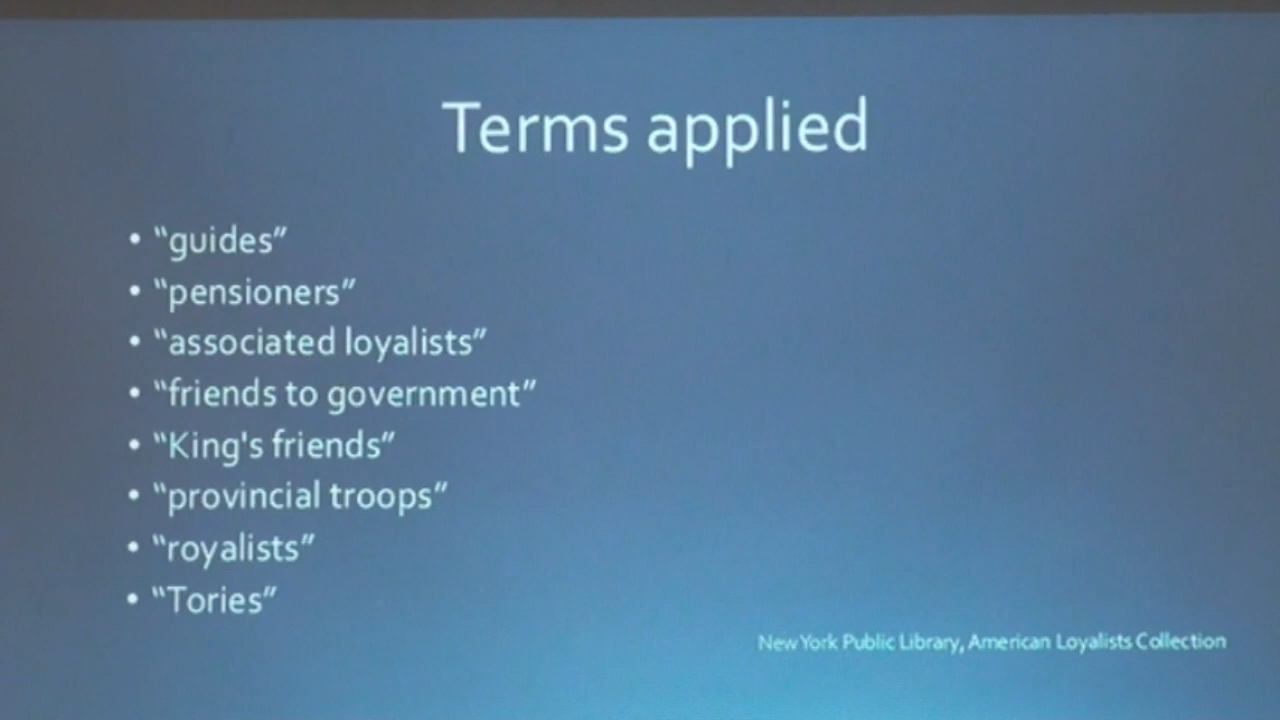 Terms applied
• “guides”
• “pensioners”
• “associated loyalists”
• “friends to government”
• “King's friends”
• “provincial troops”
• “royalists”
• “Tories”
New York Public Library, American Loyalists Collection